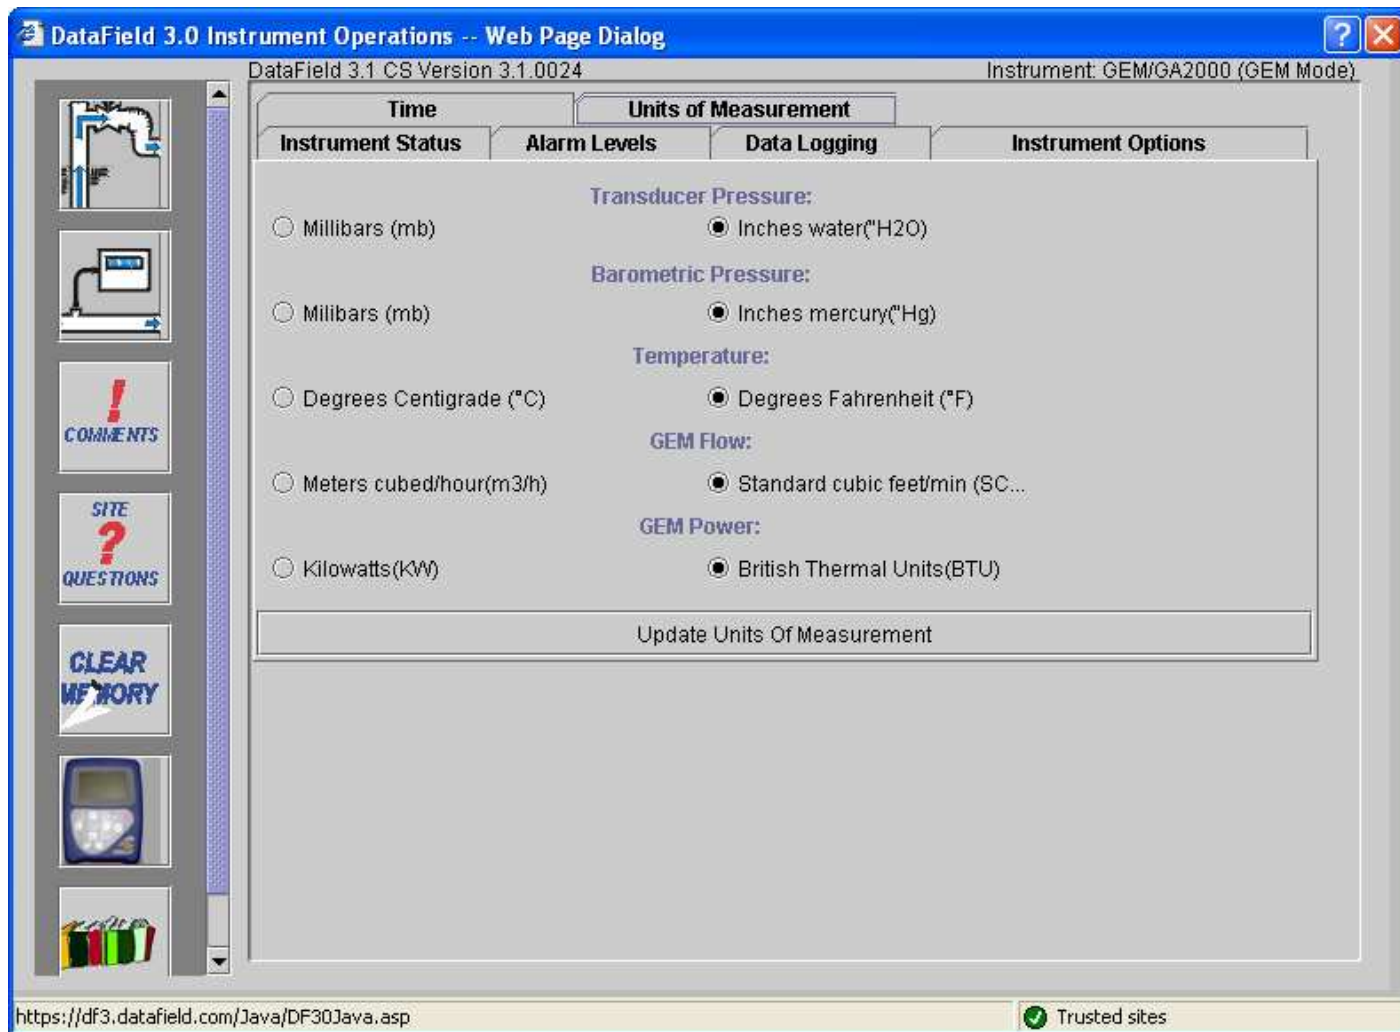 DataField 3.0 Instrument Operations -- Web Page Dialog
DataField 3.1 CS Version 3.1.0024 Instrument: GEM/GA2000 (GEM Mode)
Time Units of Measurement
Instrument Status Alarm Levels Data Logging Instrument Options
Transducer Pressure:
Millibars (mb) Inches water("H2O)
Barometric Pressure:
Milibars (mb) Inches mercury("Hg)
Temperature:
Degrees Centigrade (°C) Degrees Fahrenheit (°F)
GEM Flow:
Meters cubed/hour(m3/h) Standard cubic feet/min (SC...
GEM Power:
Kilowatts(KW) British Thermal Units(BTU)
Update Units Of Measurement
!
COMMENTS
SITE
?
QUESTIONS
CLEAR
MEMORY
https://df3.datafield.com/Java/DF30Java.asp Trusted sites